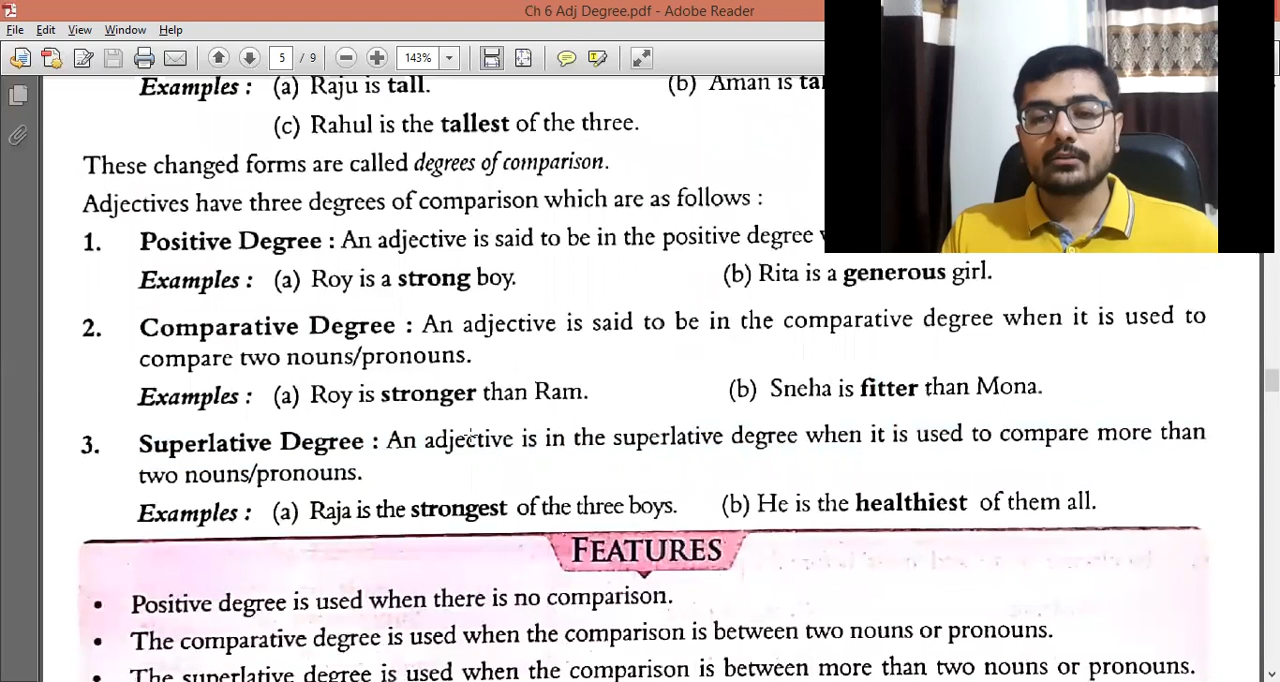 Ch 6 Adj Degree.pdf - Adobe Reader
File Edit View Window Help
5 / 9 143%
Examples : (a) Raju is tall. (b) Aman is
(c) Rahul is the tallest of the three.
These changed forms are called degrees of comparison.
Adjectives have three degrees of comparison which are as follows :
1. Positive Degree : An adjective is said to be in the positive degree
Examples : (a) Roy is a strong boy. (b) Rita is a generous girl.
2. Comparative Degree : An adjective is said to be in the comparative degree when it is used to
compare two nouns/pronouns.
Examples : (a) Roy is stronger than Ram. (b) Sneha is fitter than Mona.
3. Superlative Degree : An adjective is in the superlative degree when it is used to compare more than
two nouns/pronouns.
Examples : (a) Raja is the strongest of the three boys. (b) He is the healthiest of them all.
FEATURES
• Positive degree is used when there is no comparison.
• The comparative degree is used when the comparison is between two nouns or pronouns.
• The superlative degree is used when the comparison is between more than two nouns or pronouns.